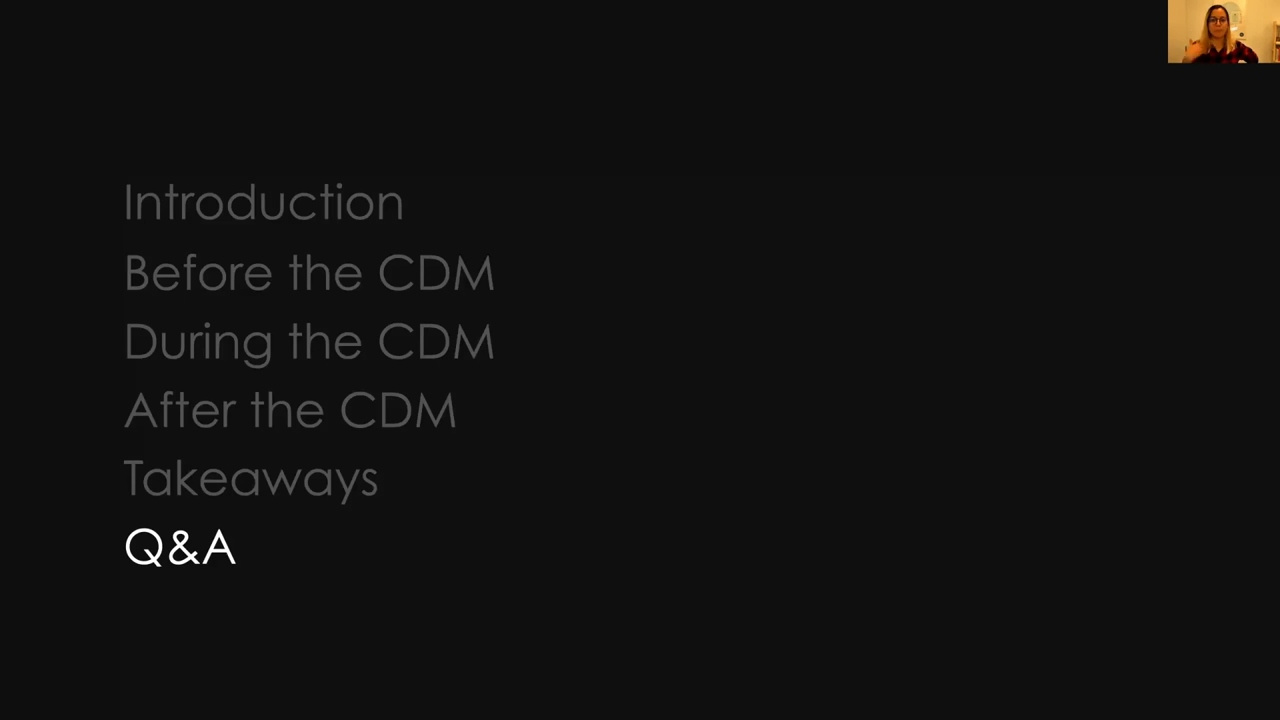 Introduction
Before the CDM
During the CDM
After the CDM
Takeaways
Q&A